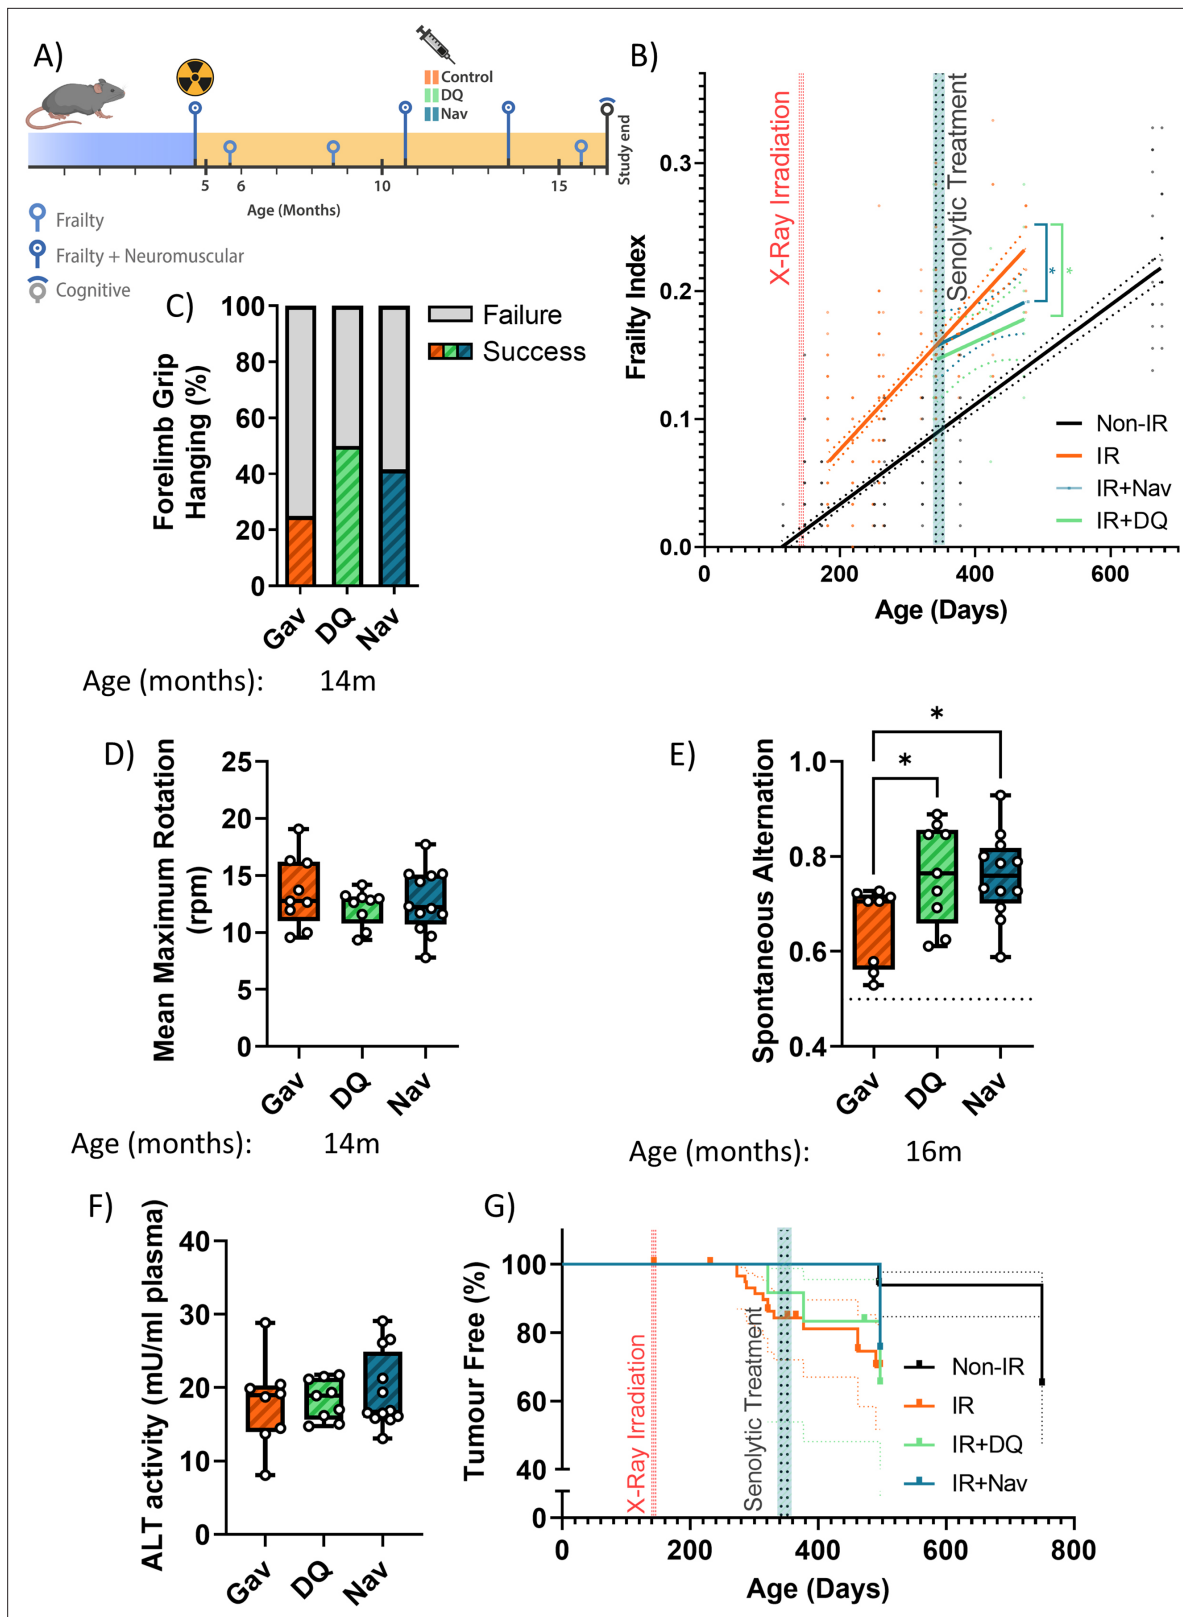 A)
Control
DQ
Nav
5
6
10
15
Age (Months)
Study end
Frailty
Frailty + Neuromuscular
Cognitive
B)
X-Ray Irradiation
Senolytic Treatment
Frailty Index
0.3
0.2
0.1
0.0
*
*
Non-IR
IR
IR+Nav
IR+DQ
0
200
400
600
Age (Days)
C)
Forelimb Grip
Hanging (%)
100
80
60
40
20
0
Failure
Success
Gav
DQ
Nav
Age (months): 14m
D)
Mean Maximum Rotation
(rpm)
25
20
15
10
5
0
Gav
DQ
Nav
Age (months): 14m
E)
Spontaneous Alternation
1.0
0.8
0.6
0.4
*
*
Gav
DQ
Nav
Age (months): 16m
F)
ALT activity (mU/ml plasma)
40
30
20
10
0
Gav
DQ
Nav
G)
Tumour Free (%)
100
80
60
40
0
X-Ray Irradiation
Senolytic Treatment
Non-IR
IR
IR+DQ
IR+Nav
0
200
400
600
800
Age (Days)